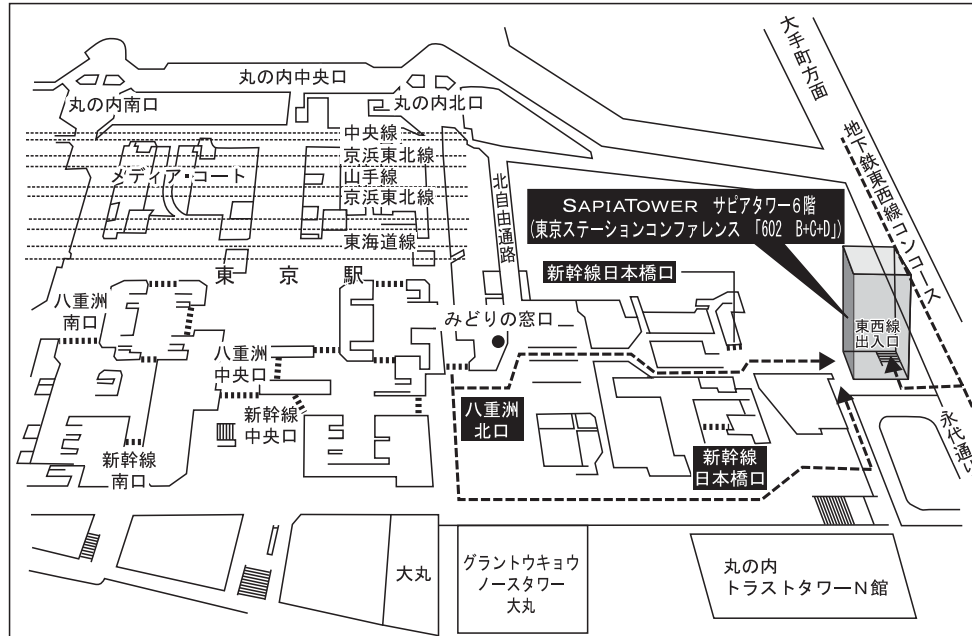 大手町方面
丸の内中央口
丸の内南口
丸の内北口
地下鉄東西線コンコース
中央線
京浜東北線
メディア・コート
山手線
京浜東北線
北自由通路
SAPIATOWER サピアタワー6階
(東京ステーションコンファレンス 「602 B+C+D」)
東海道線
東京駅
新幹線日本橋口
八重洲
南口
みどりの窓口
東西線
出入口
八重洲
中央口
八重洲
北口
新幹線
中央口
新幹線
南口
新幹線
日本橋口
永代通り
大丸
グラントウキョウ
ノースタワー
大丸
丸の内
トラストタワーN館